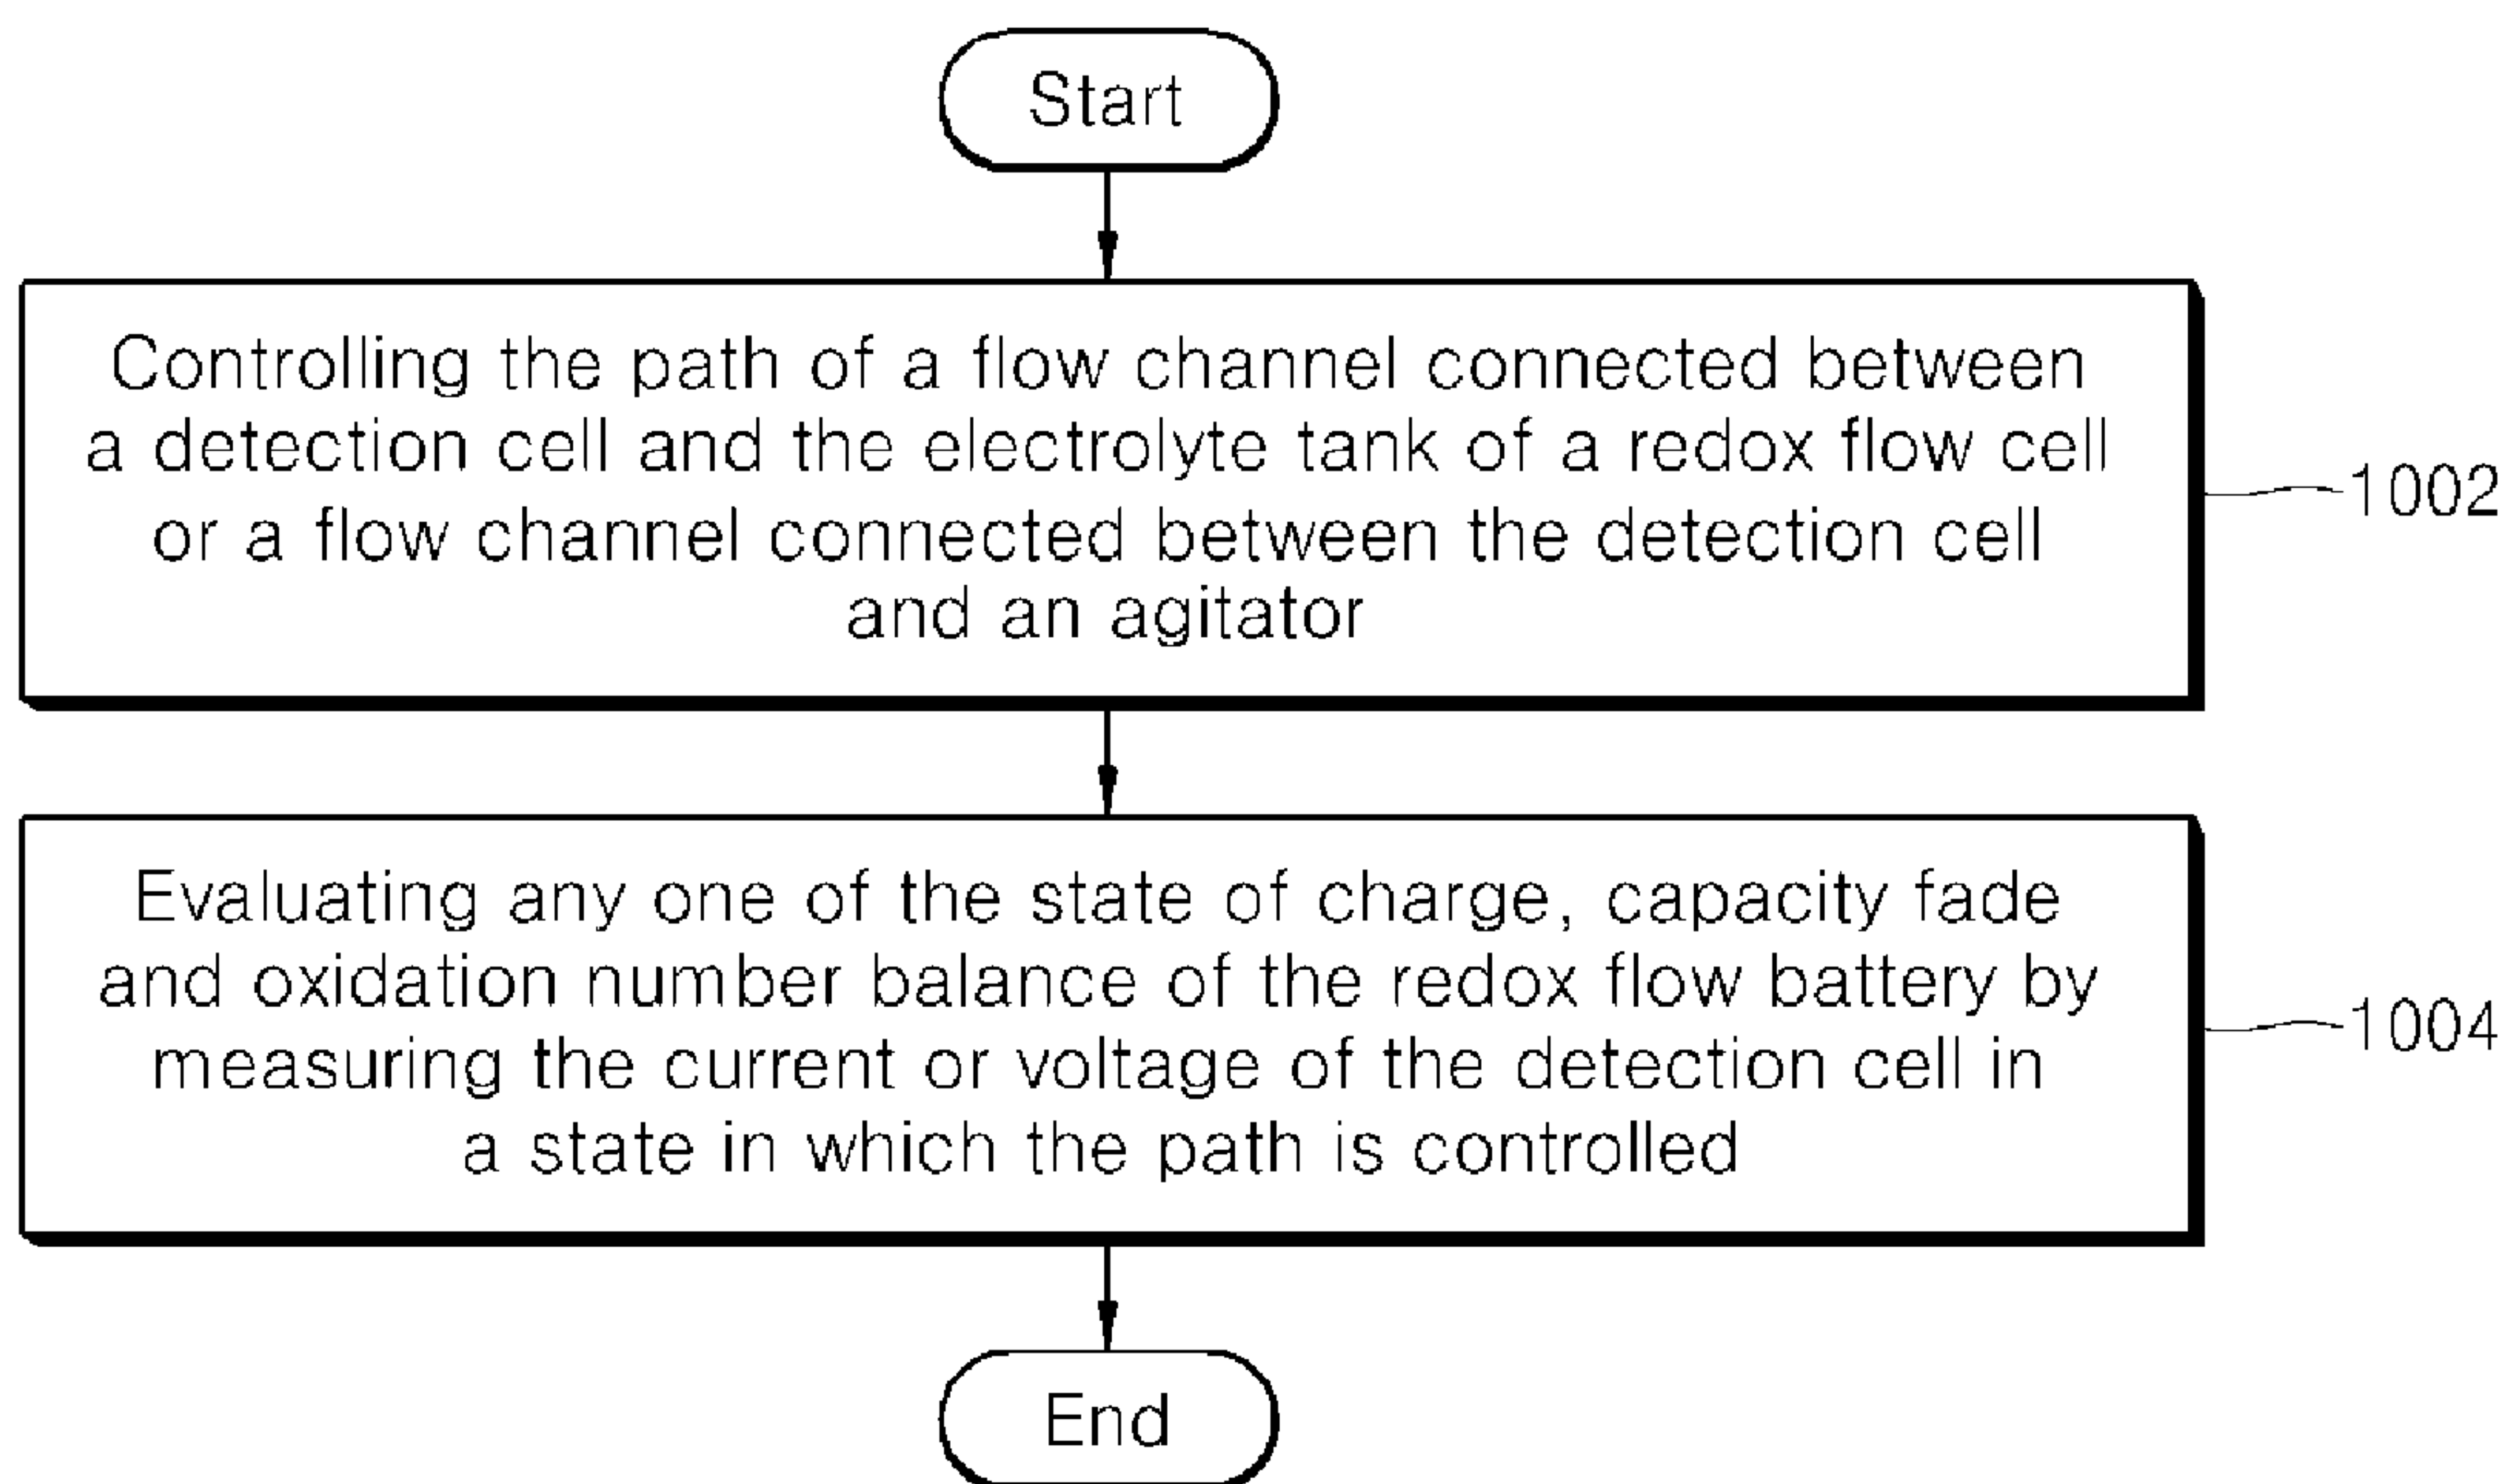 Start
Controlling the path of a flow channel connected between
a detection cell and the electrolyte tank of a redox flow cell
or a flow channel connected between the detection cell
and an agitator
1002
Evaluating any one of the state of charge, capacity fade
and oxidation number balance of the redox flow battery by
measuring the current or voltage of the detection cell in
a state in which the path is controlled
1004
End